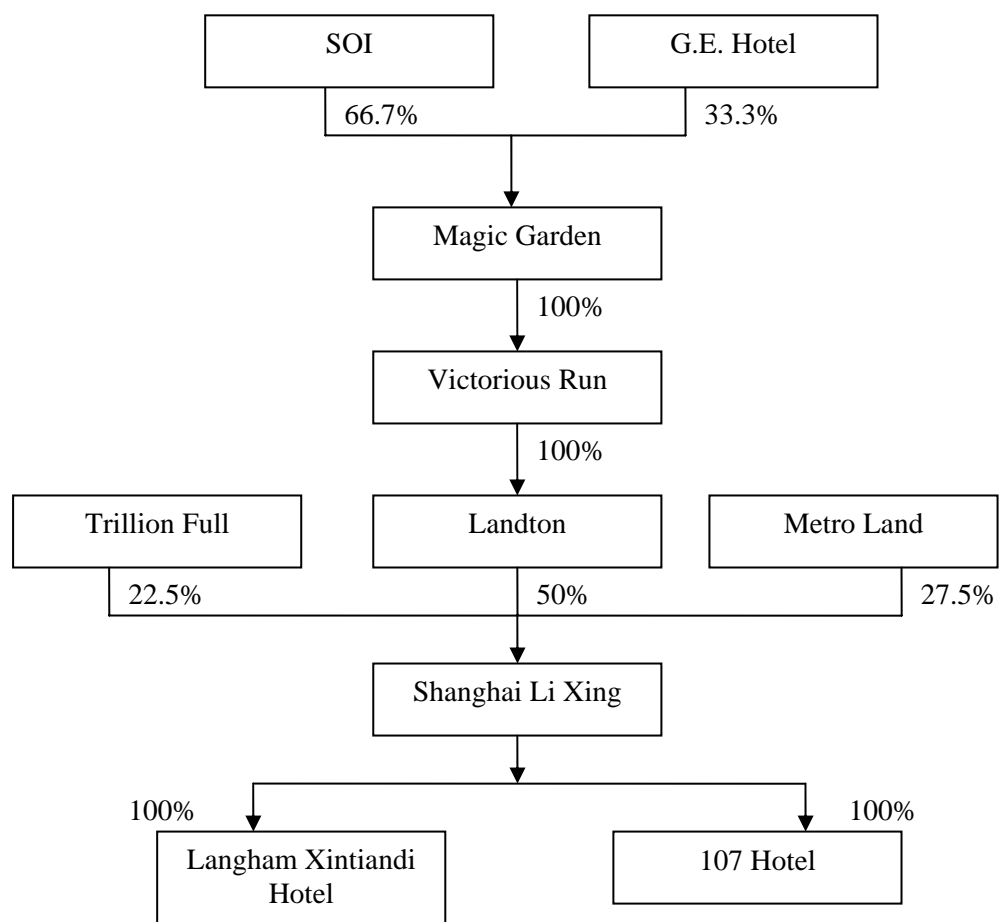 SOI
G.E. Hotel
66.7%
33.3%
Magic Garden
100%
Victorious Run
100%
Trillion Full
Landton
Metro Land
22.5%
50%
27.5%
Shanghai Li Xing
100%
100%
Langham Xintiandi
Hotel
107 Hotel